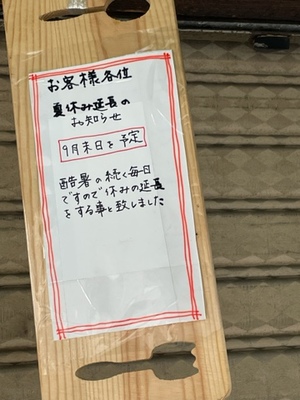 お客様各位
夏休み延長の
お知らせ
9月末日を予定
酷暑の続く毎日
ですので休みの延長
をする事と致しました